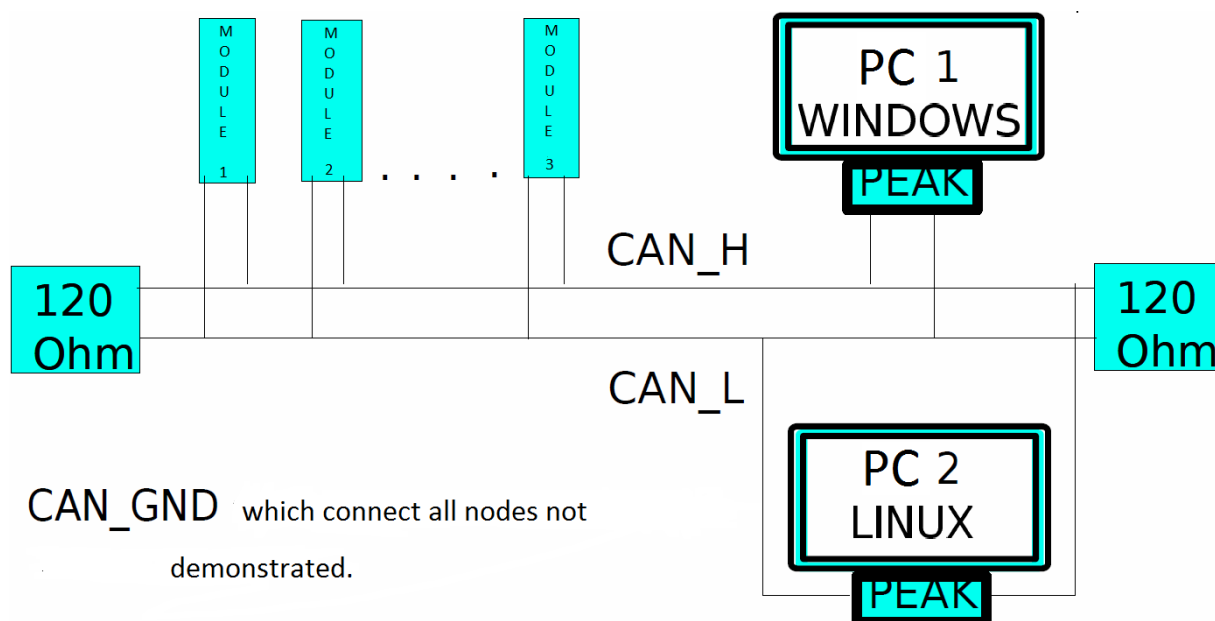 MODULE 1
MODULE 2
. . . .
MODULE 3
PC 1
WINDOWS
PEAK
CAN_H
120
Ohm
120
Ohm
CAN_L
PC 2
LINUX
PEAK
CAN_GND which connect all nodes not
demonstrated.